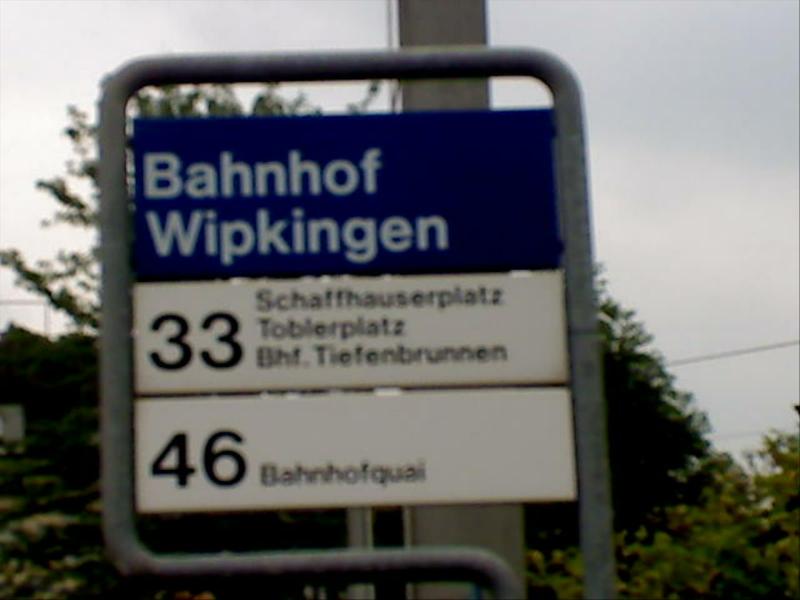 Bahnhof
Wipkingen
33 Schaffhauserplatz
Toblerplatz
Bhf. Tiefenbrunnen
46 Bahnhofquai